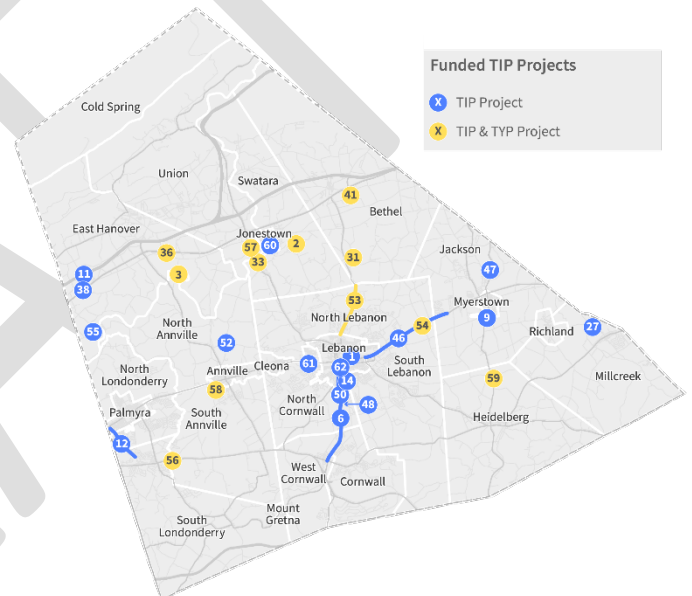 Funded TIP Projects
X TIP Project
X TIP & TYP Project
Cold Spring
Union
Swatara
41
Bethel
East Hanover
Jonestown
36
57
60
2
33
31
Jackson
11
3
47
38
53
Myerstown
North Lebanon
9
54
Richland
27
55
North
Annville
52
46
Lebanon
1
South
Lebanon
61
62
Cleona
Annville
North
Londonderry
14
59
Millcreek
58
50
48
North
Cornwall
Palmyra
South
Annville
6
Heidelberg
12
56
West
Cornwall
Cornwall
Mount
Gretna
South
Londonderry